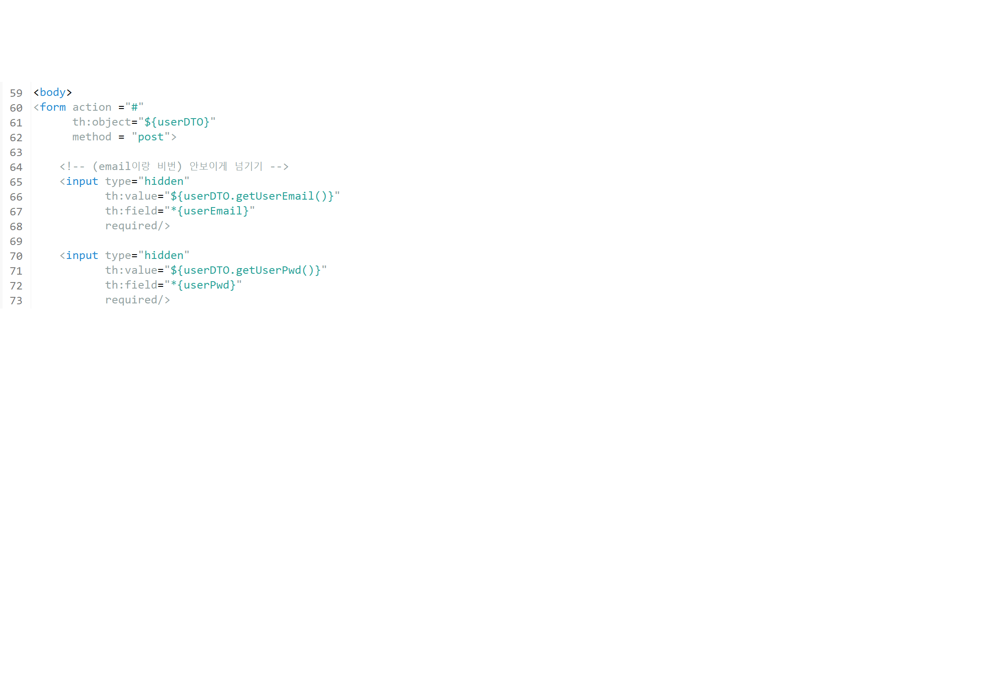 59 <body>
60 <form action ="#"
61       th:object="${userDTO}"
62       method = "post">
63
64     <!-- (email이랑 비번) 안보이게 넘기기 -->
65     <input type="hidden"
66            th:value="${userDTO.getUserEmail()}"
67            th:field="*{userEmail}"
68            required/>
69
70     <input type="hidden"
71            th:value="${userDTO.getUserPwd()}"
72            th:field="*{userPwd}"
73            required/>